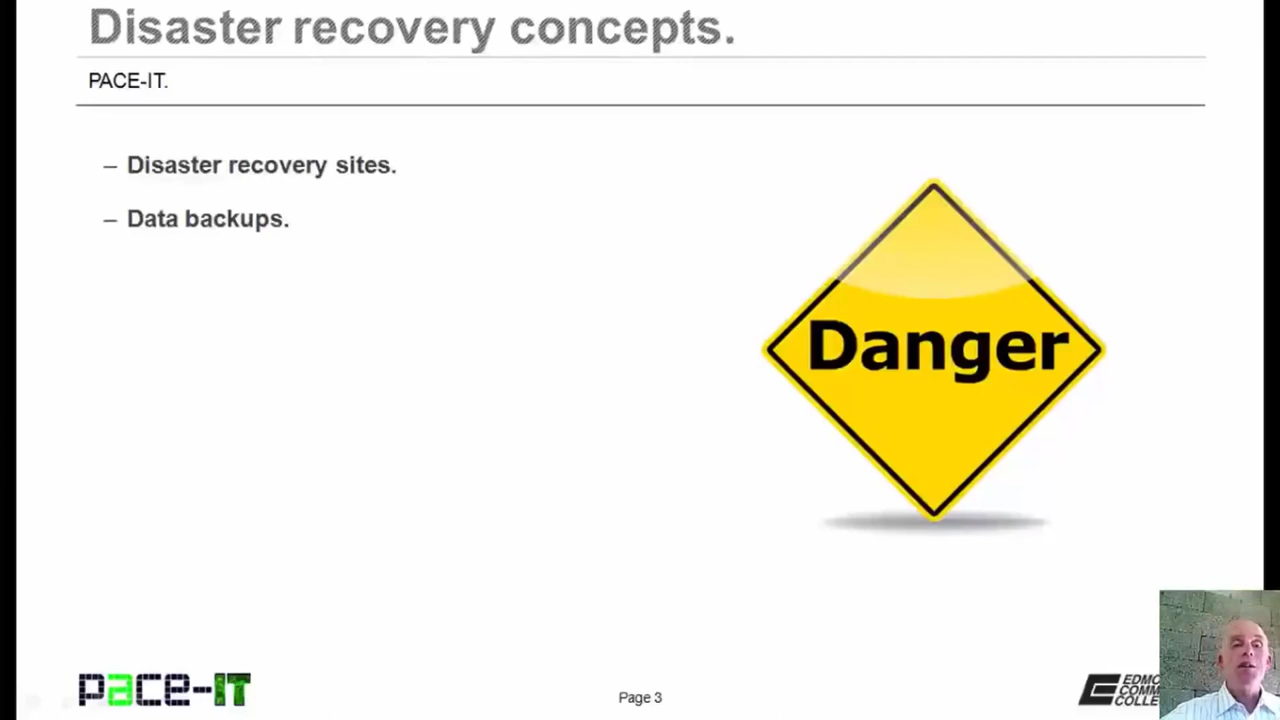 Disaster recovery concepts.
PACE-IT.
– Disaster recovery sites.
– Data backups.
Danger
pace-IT
Page 3